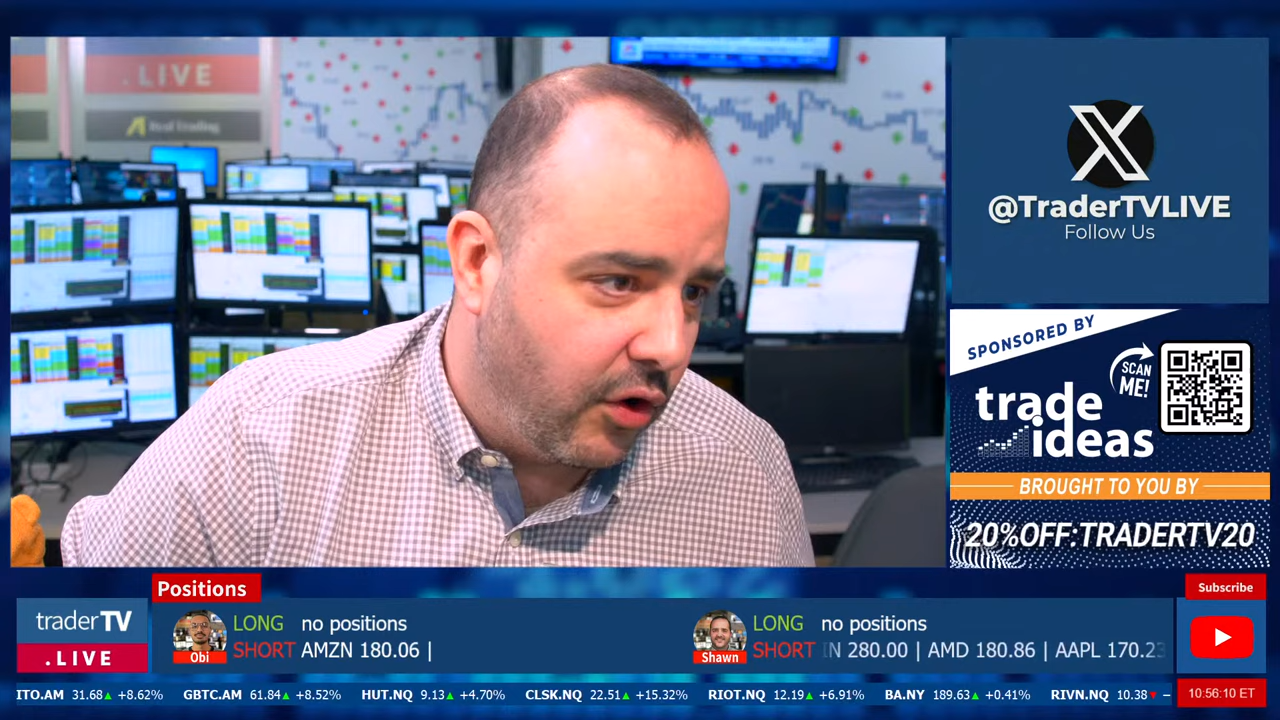 .LIVE
Real Trading
@TraderTVLIVE
Follow Us
SPONSORED BY
SCAN
ME!
trade
ideas
BROUGHT TO YOU BY
20%OFF:TRADERTV20
Positions
Subscribe
traderTV
.LIVE
Obi
LONG no positions
SHORT AMZN 180.06 |
Shawn
LONG no positions
SHORT IN 280.00 | AMD 180.86 | AAPL 170.23
ITO.AM 31.68▲ +8.62% GBTC.AM 61.84▲ +8.52% HUT.NQ 9.13▲ +4.70% CLSK.NQ 22.51▲ +15.32% RIOT.NQ 12.19▲ +6.91% BA.NY 189.63▲ +0.41% RIVN.NQ 10.38▼ –
10:56:10 ET